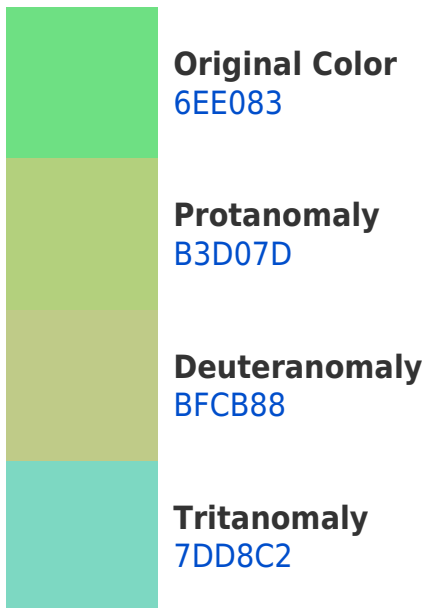 Original Color
6EE083
Protanomaly
B3D07D
Deuteranomaly
BFCB88
Tritanomaly
7DD8C2